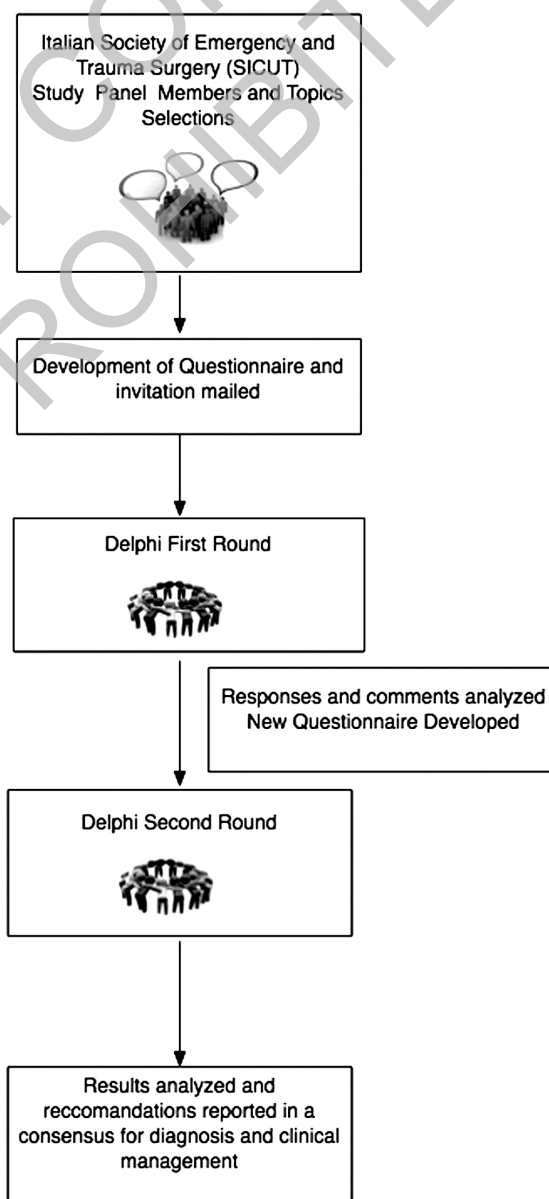 Italian Society of Emergency and
Trauma Surgery (SICUT)
Study Panel Members and Topics
Selections
Development of Questionnaire and
invitation mailed
Delphi First Round
Responses and comments analyzed
New Questionnaire Developed
Delphi Second Round
Results analyzed and
reccomandations reported in a
consensus for diagnosis and clinical
management